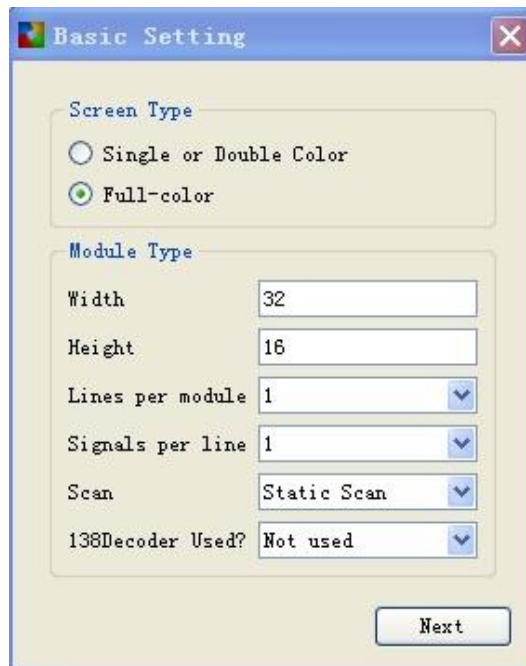 Basic Setting
Screen Type
Single or Double Color
Full-color
Module Type
Width 32
Height 16
Lines per module 1
Signals per line 1
Scan Static Scan
138Decoder Used? Not used
Next